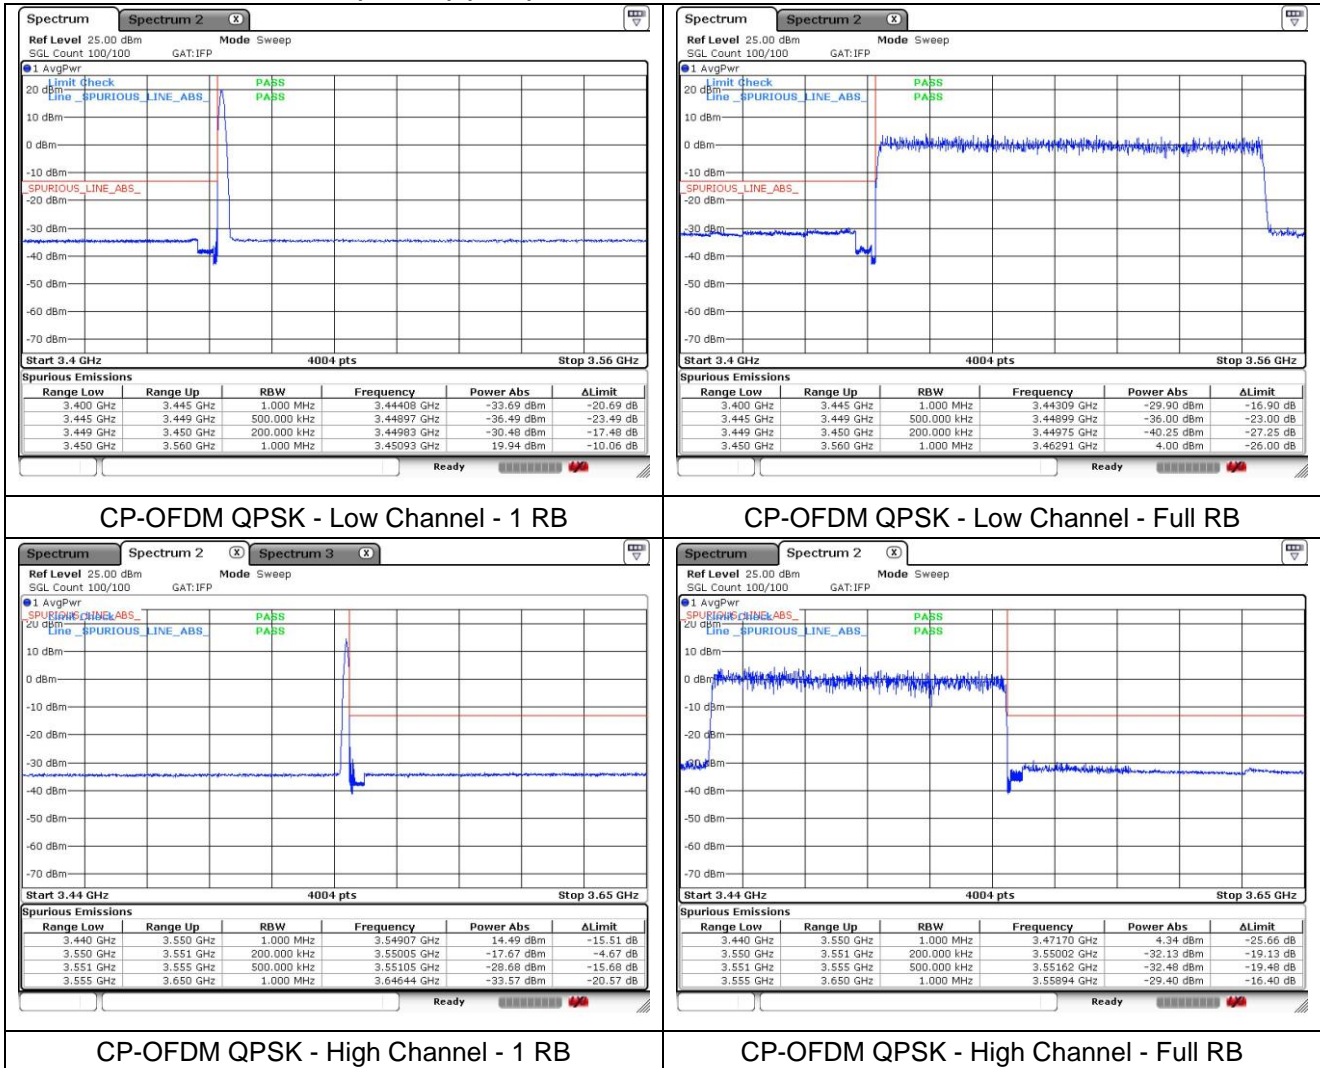 Spectrum Spectrum 2 X
Ref Level 25.00 dBm Mode Sweep
SGL Count 100/100 GAT:IFP
1 AvgPwr
Limit Check PASS
Line _SPURIOUS_LINE_ABS_ PASS
20 dBm
10 dBm
0 dBm
-10 dBm
_SPURIOUS_LINE_ABS_
-20 dBm
-30 dBm
-40 dBm
-50 dBm
-60 dBm
-70 dBm
Start 3.4 GHz 4004 pts Stop 3.56 GHz
Spurious Emissions
Range Low Range Up RBW Frequency Power Abs ΔLimit
3.400 GHz 3.445 GHz 1.000 MHz 3.44408 GHz -33.69 dBm -20.69 dB
3.445 GHz 3.449 GHz 500.000 kHz 3.44897 GHz -36.49 dBm -23.49 dB
3.449 GHz 3.450 GHz 200.000 kHz 3.44983 GHz -30.48 dBm -17.48 dB
3.450 GHz 3.560 GHz 1.000 MHz 3.45093 GHz 19.94 dBm -10.06 dB
Ready
CP-OFDM QPSK - Low Channel - 1 RB
Spectrum Spectrum 2 X
Ref Level 25.00 dBm Mode Sweep
SGL Count 100/100 GAT:IFP
1 AvgPwr
Limit Check PASS
Line _SPURIOUS_LINE_ABS_ PASS
20 dBm
10 dBm
0 dBm
-10 dBm
_SPURIOUS_LINE_ABS_
-20 dBm
-30 dBm
-40 dBm
-50 dBm
-60 dBm
-70 dBm
Start 3.4 GHz 4004 pts Stop 3.56 GHz
Spurious Emissions
Range Low Range Up RBW Frequency Power Abs ΔLimit
3.400 GHz 3.445 GHz 1.000 MHz 3.44309 GHz -29.90 dBm -16.90 dB
3.445 GHz 3.449 GHz 500.000 kHz 3.44899 GHz -36.00 dBm -23.00 dB
3.449 GHz 3.450 GHz 200.000 kHz 3.44975 GHz -40.25 dBm -27.25 dB
3.450 GHz 3.560 GHz 1.000 MHz 3.46291 GHz 4.00 dBm -26.00 dB
Ready
CP-OFDM QPSK - Low Channel - Full RB
Spectrum Spectrum 2 X Spectrum 3 X
Ref Level 25.00 dBm Mode Sweep
SGL Count 100/100 GAT:IFP
1 AvgPwr
_SPURIOUS_LINE_ABS_
Limit Check PASS
20 dBm
Line _SPURIOUS_LINE_ABS_ PASS
10 dBm
0 dBm
-10 dBm
-20 dBm
-30 dBm
-40 dBm
-50 dBm
-60 dBm
-70 dBm
Start 3.44 GHz 4004 pts Stop 3.65 GHz
Spurious Emissions
Range Low Range Up RBW Frequency Power Abs ΔLimit
3.440 GHz 3.550 GHz 1.000 MHz 3.54907 GHz 14.49 dBm -15.51 dB
3.550 GHz 3.551 GHz 200.000 kHz 3.55005 GHz -17.67 dBm -4.67 dB
3.551 GHz 3.555 GHz 500.000 kHz 3.55105 GHz -28.68 dBm -15.68 dB
3.555 GHz 3.650 GHz 1.000 MHz 3.64644 GHz -33.57 dBm -20.57 dB
Ready
CP-OFDM QPSK - High Channel - 1 RB
Spectrum Spectrum 2 X
Ref Level 25.00 dBm Mode Sweep
SGL Count 100/100 GAT:IFP
1 AvgPwr
_SPURIOUS_LINE_ABS_
Limit Check PASS
20 dBm
Line _SPURIOUS_LINE_ABS_ PASS
10 dBm
0 dBm
-10 dBm
-20 dBm
-30 dBm
-40 dBm
-50 dBm
-60 dBm
-70 dBm
Start 3.44 GHz 4004 pts Stop 3.65 GHz
Spurious Emissions
Range Low Range Up RBW Frequency Power Abs ΔLimit
3.440 GHz 3.550 GHz 1.000 MHz 3.47170 GHz 4.34 dBm -25.66 dB
3.550 GHz 3.551 GHz 200.000 kHz 3.55002 GHz -32.13 dBm -19.13 dB
3.551 GHz 3.555 GHz 500.000 kHz 3.55162 GHz -32.48 dBm -19.48 dB
3.555 GHz 3.650 GHz 1.000 MHz 3.55894 GHz -29.40 dBm -16.40 dB
Ready
CP-OFDM QPSK - High Channel - Full RB